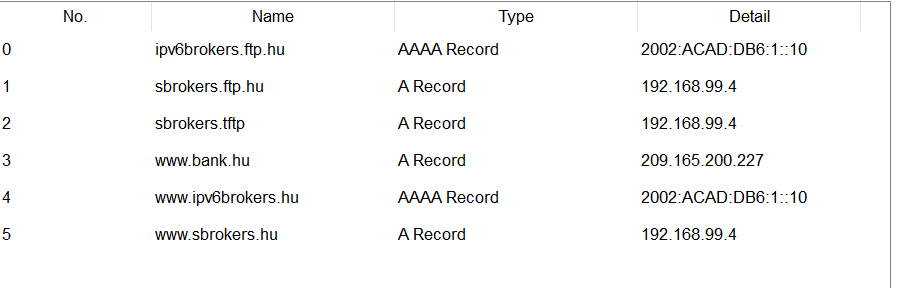 No. Name Type Detail
0 ipv6brokers.ftp.hu AAAA Record 2002:ACAD:DB6:1::10
1 sbrokers.ftp.hu A Record 192.168.99.4
2 sbrokers.tftp A Record 192.168.99.4
3 www.bank.hu A Record 209.165.200.227
4 www.ipv6brokers.hu AAAA Record 2002:ACAD:DB6:1::10
5 www.sbrokers.hu A Record 192.168.99.4